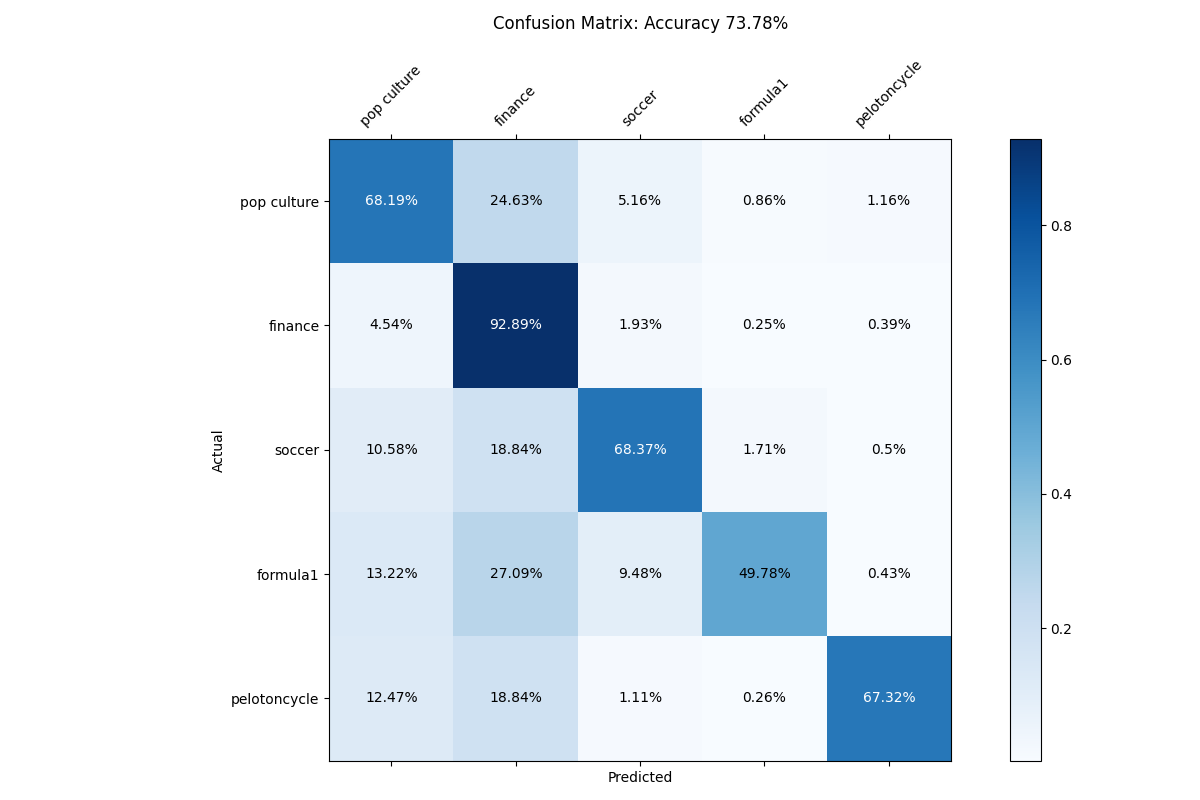 Confusion Matrix: Accuracy 73.78%
pop culture
finance
soccer
formula1
pelotoncycle
pop culture 68.19% 24.63% 5.16% 0.86% 1.16%
finance 4.54% 92.89% 1.93% 0.25% 0.39%
soccer 10.58% 18.84% 68.37% 1.71% 0.5%
formula1 13.22% 27.09% 9.48% 49.78% 0.43%
pelotoncycle 12.47% 18.84% 1.11% 0.26% 67.32%
Actual
Predicted
0.8
0.6
0.4
0.2